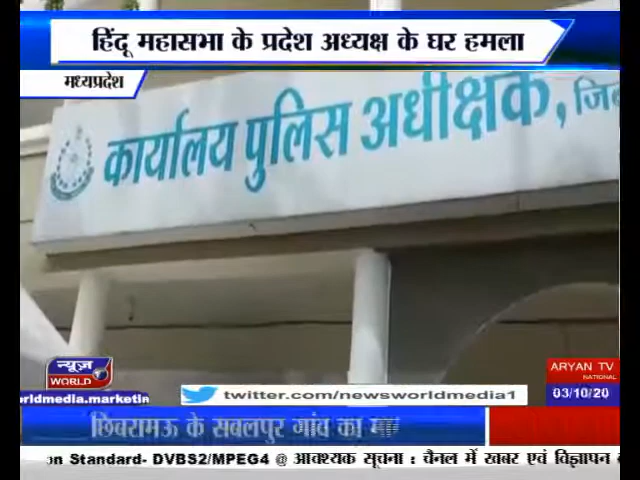 हिंदू महासभा के प्रदेश अध्यक्ष के घर हमला
मध्यप्रदेश
कार्यालय पुलिस अधीक्षक,
न्यूज़
WORLD
ARYAN TV
NATIONAL
rldmedia.marketin
twitter.com/newsworldmedia1
03/10/20
छिबरामऊ के सबलपुर गांव का
on Standard- DVBS2/MPEG4 @ आवश्यक सूचना : चैनल में खबर एवं विज्ञापन